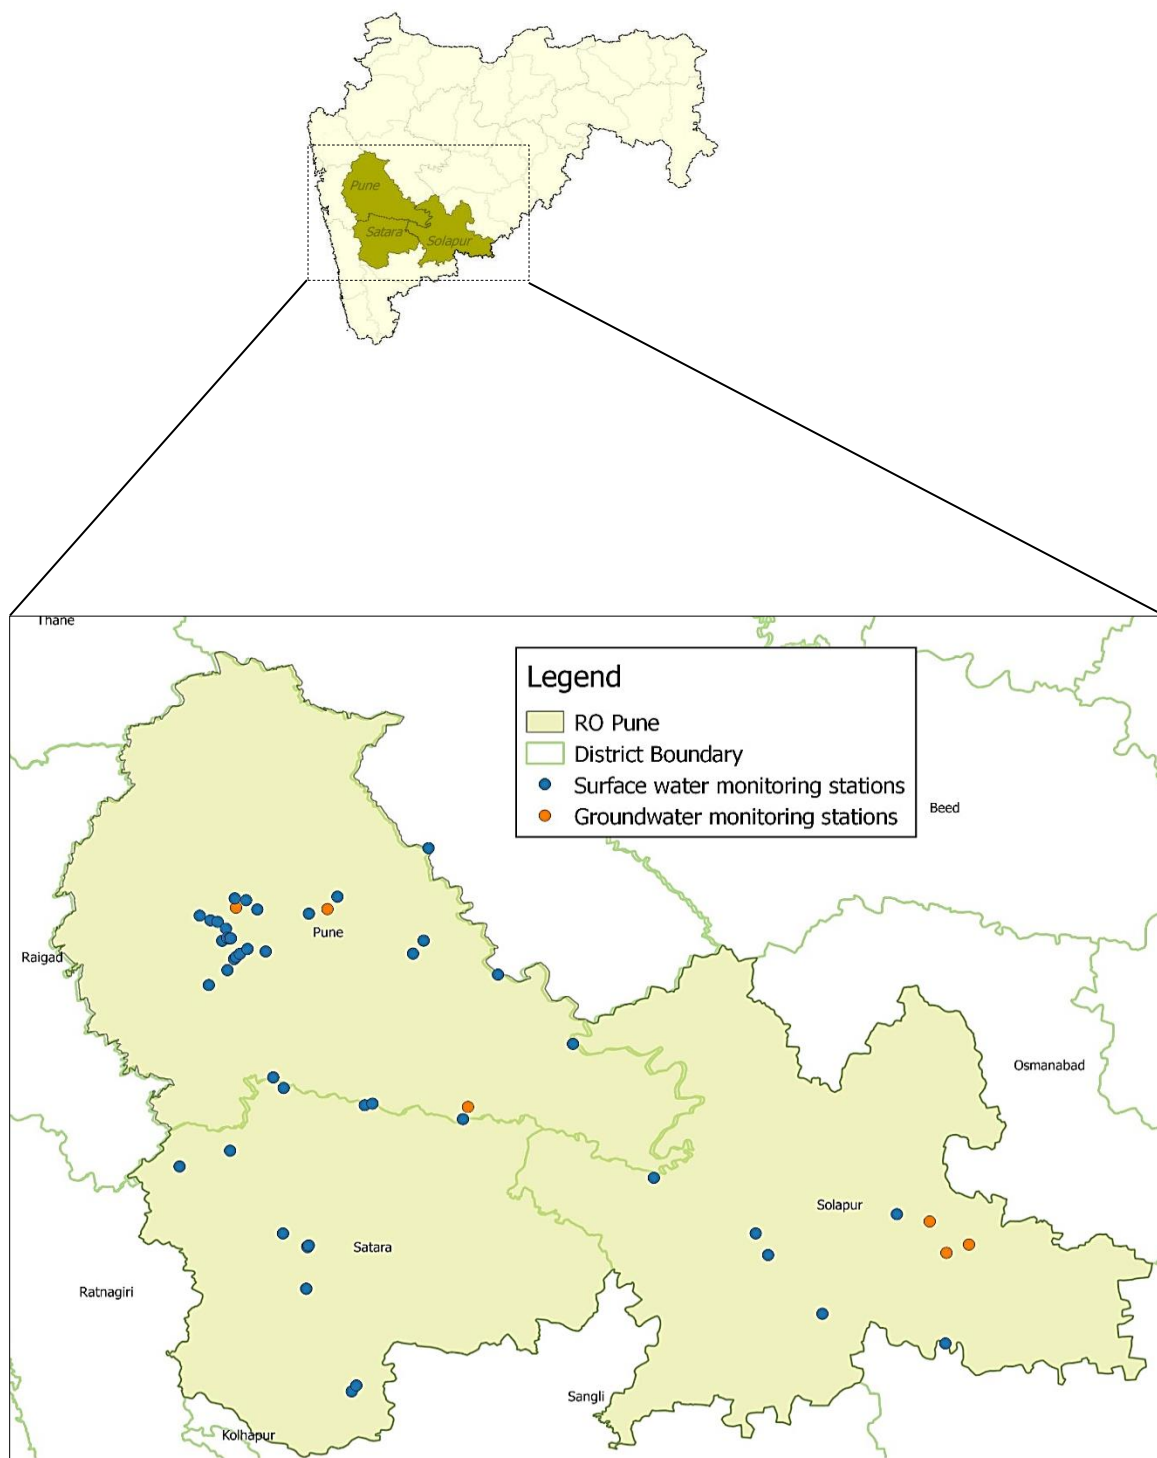 Pune
Satara
Solapur
Thane
Legend
RO Pune
District Boundary
Surface water monitoring stations
Groundwater monitoring stations
Beed
Pune
Raigad
Osmanabad
Solapur
Satara
Ratnagiri
Sangli
Kolhapur